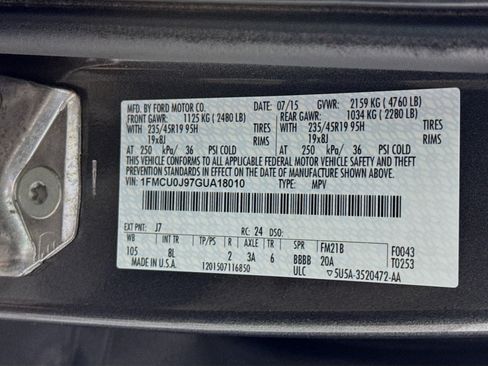 MFD. BY FORD MOTOR CO.
DATE: 07/15 GVWR: 2159 KG (4760 LB)
FRONT GAWR: 1125 KG (2480 LB) REAR GAWR: 1034 KG (2280 LB)
WITH TIRES WITH TIRES
235/45R19 95H 235/45R19 95H
19x8J RIMS 19x8J RIMS
AT 250 kPa/ 36 PSI COLD AT 250 kPa/ 36 PSI COLD
THIS VEHICLE CONFORMS TO ALL APPLICABLE FEDERAL MOTOR VEHICLE SAFETY AND BUMPER STANDARDS AND THEFT PREVENTION STANDARDS IN EFFECT ON THE DATE OF MANUFACTURE SHOWN ABOVE.
VIN: 1FMCU0J97GUA18010 TYPE: MPV
EXT PNT: J7 RC: 24 DSO:
WB INT TR TP/PS R AXLE TR SPR FM21B F0043
105 8L 2 3A 6 BBBB 20A T0253
MADE IN U.S.A. 1201507116850 ULC 5U5A-3520472-AA